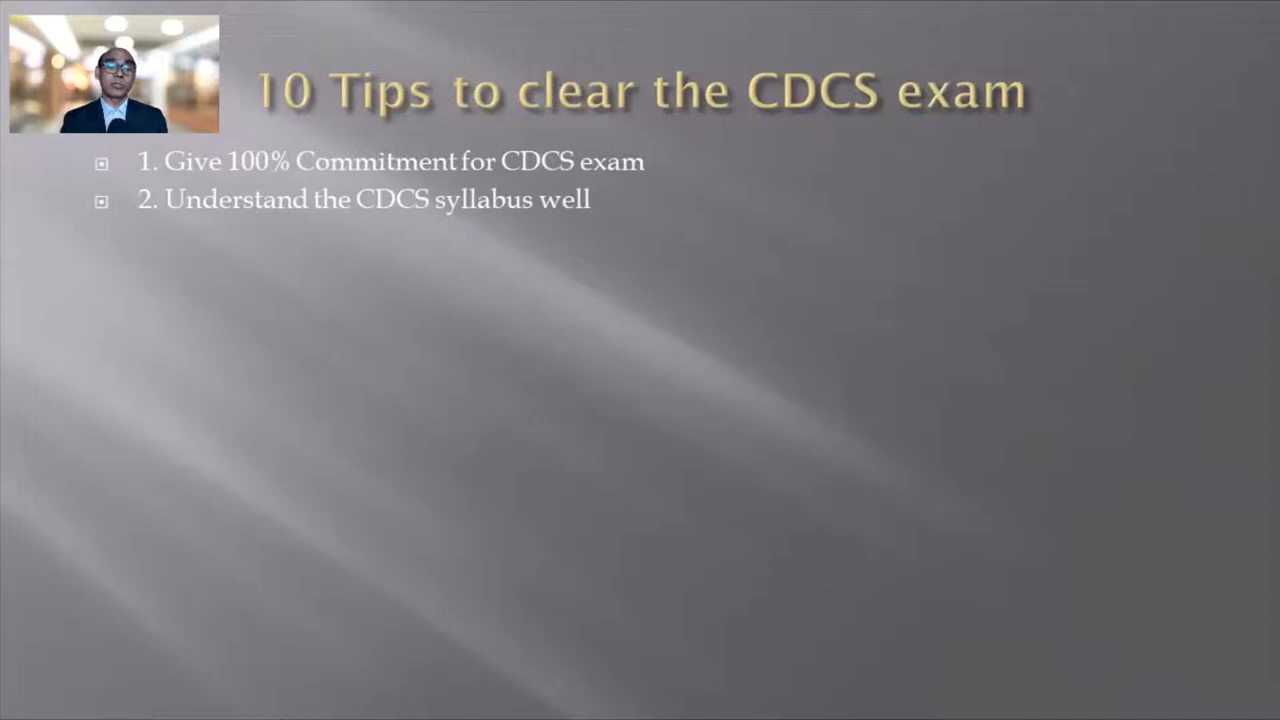 10 Tips to clear the CDCS exam
1. Give 100% Commitment for CDCS exam
2. Understand the CDCS syllabus well